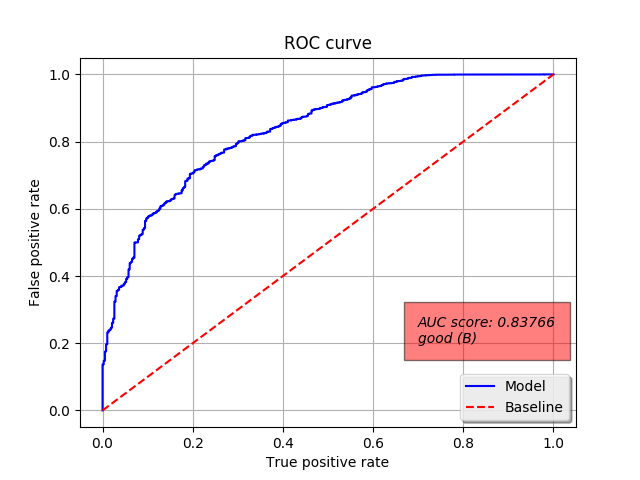 ROC curve
False positive rate
1.0
0.8
0.6
0.4
0.2
0.0
AUC score: 0.83766
good (B)
Model
Baseline
0.0 0.2 0.4 0.6 0.8 1.0
True positive rate